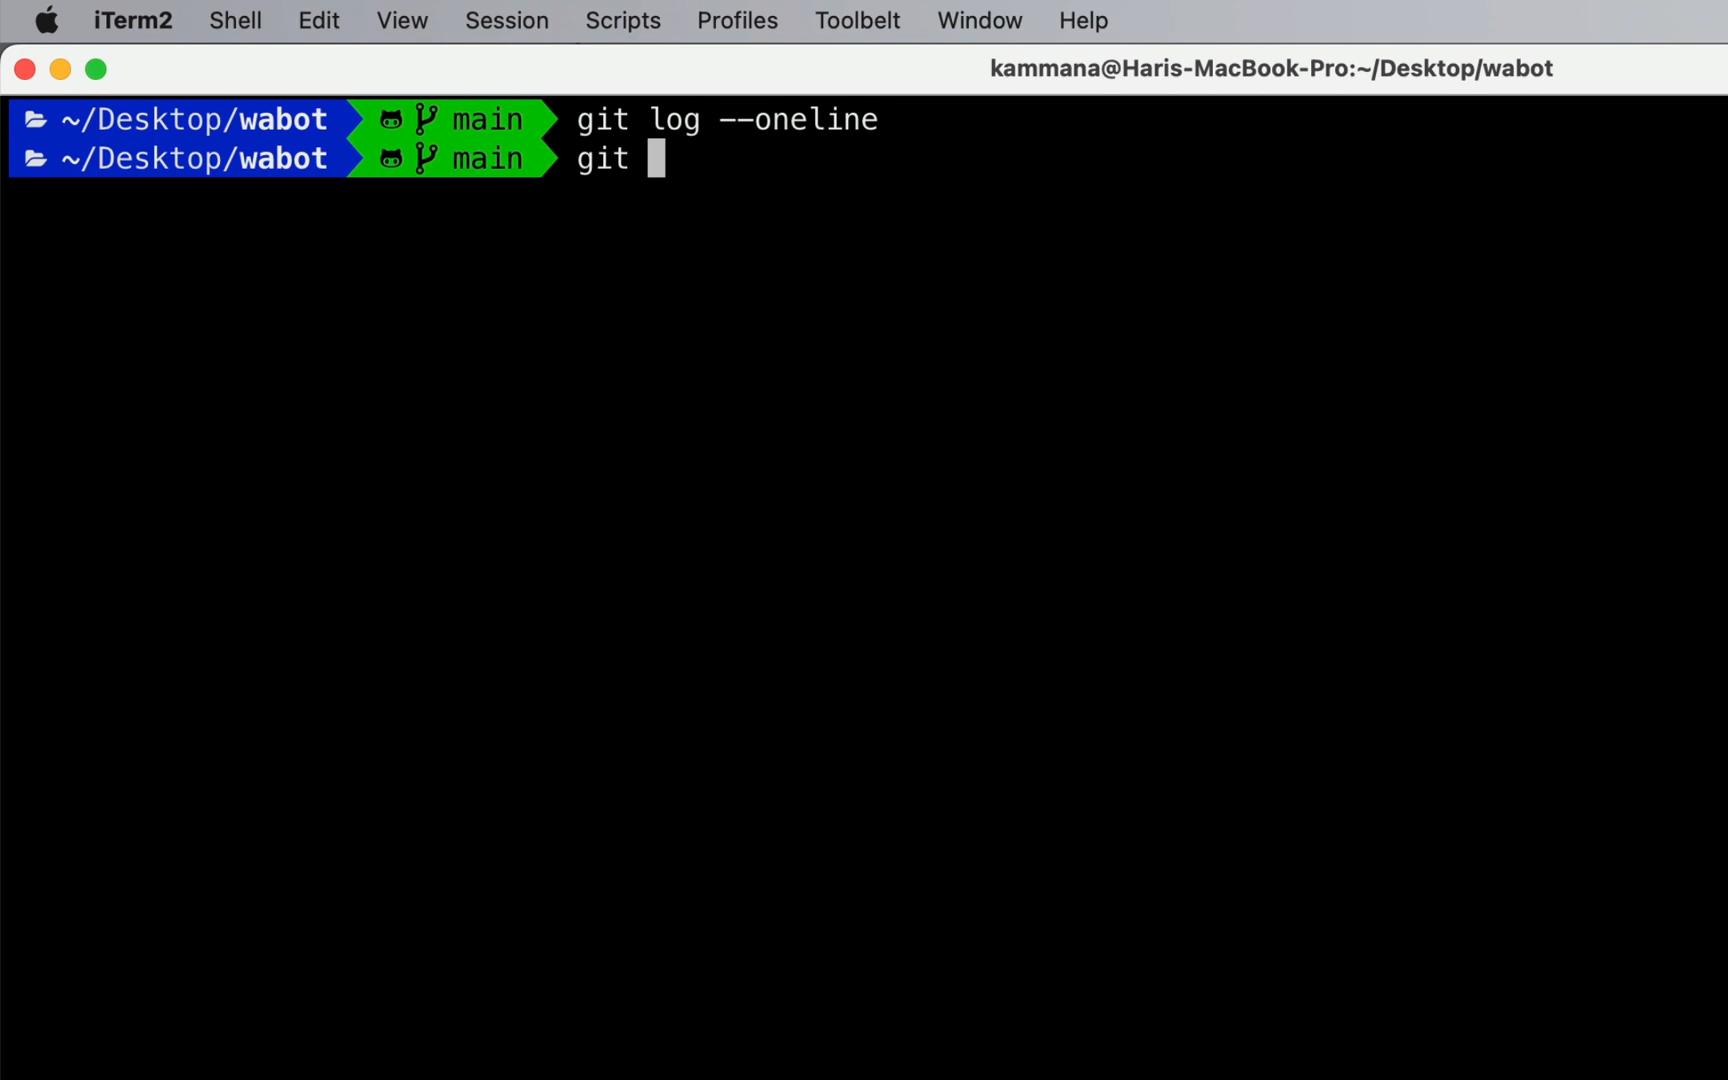 iTerm2 Shell Edit View Session Scripts Profiles Toolbelt Window Help
kammana@Haris-MacBook-Pro:~/Desktop/wabot
~/Desktop/wabot main git log --oneline
~/Desktop/wabot main git